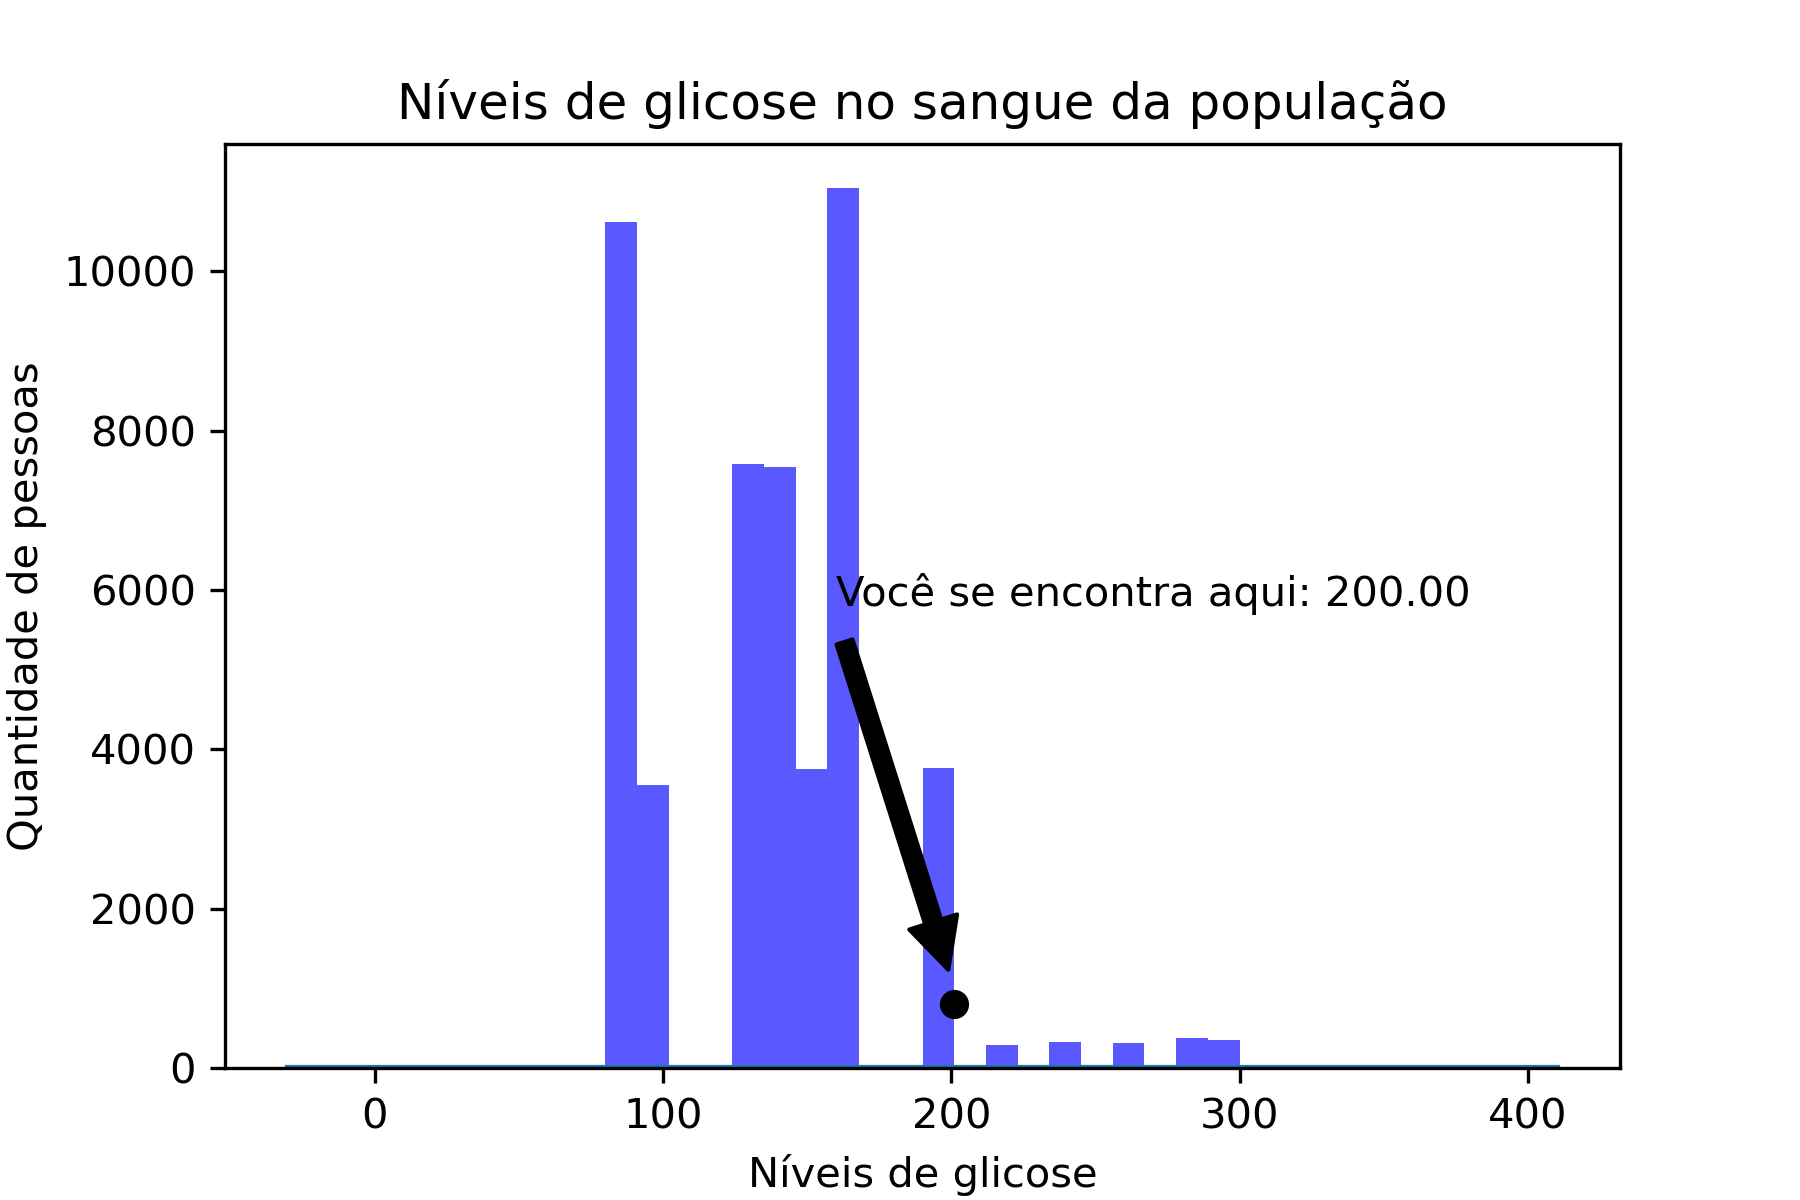 Níveis de glicose no sangue da população
Quantidade de pessoas
10000
8000
6000
4000
2000
0
Você se encontra aqui: 200.00
0 100 200 300 400
Níveis de glicose